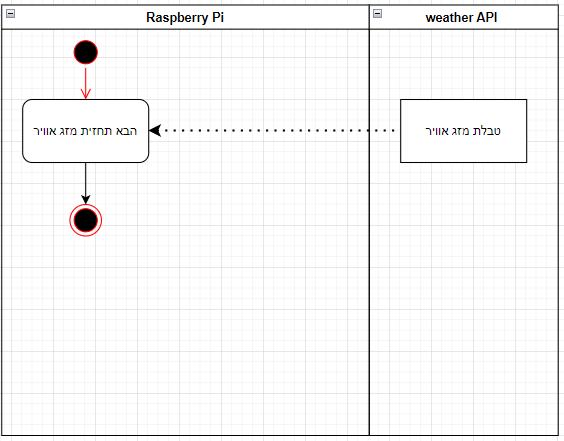 Raspberry Pi
weather API
הבא תחזית מזג אוויר
טבלת מזג אוויר